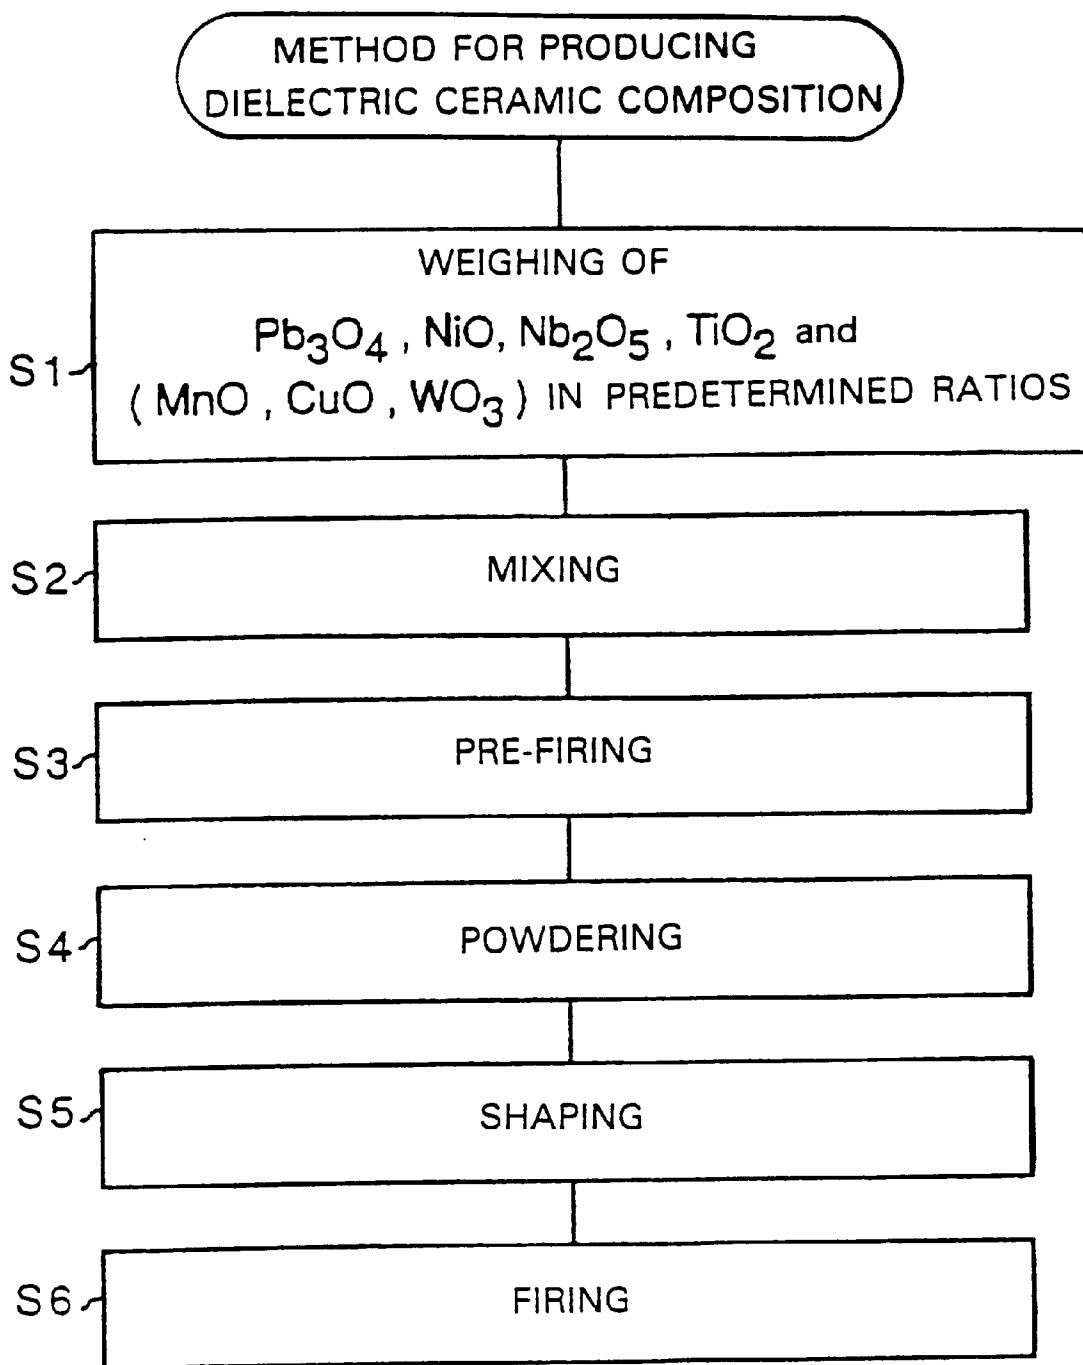 METHOD FOR PRODUCING
DIELECTRIC CERAMIC COMPOSITION
WEIGHING OF
Pb₃O₄, NiO, Nb₂O₅, TiO₂ and
S1
(MnO, CuO, WO₃) IN PREDETERMINED RATIOS
S2
MIXING
S3
PRE-FIRING
S4
POWDERING
S5
SHAPING
S6
FIRING